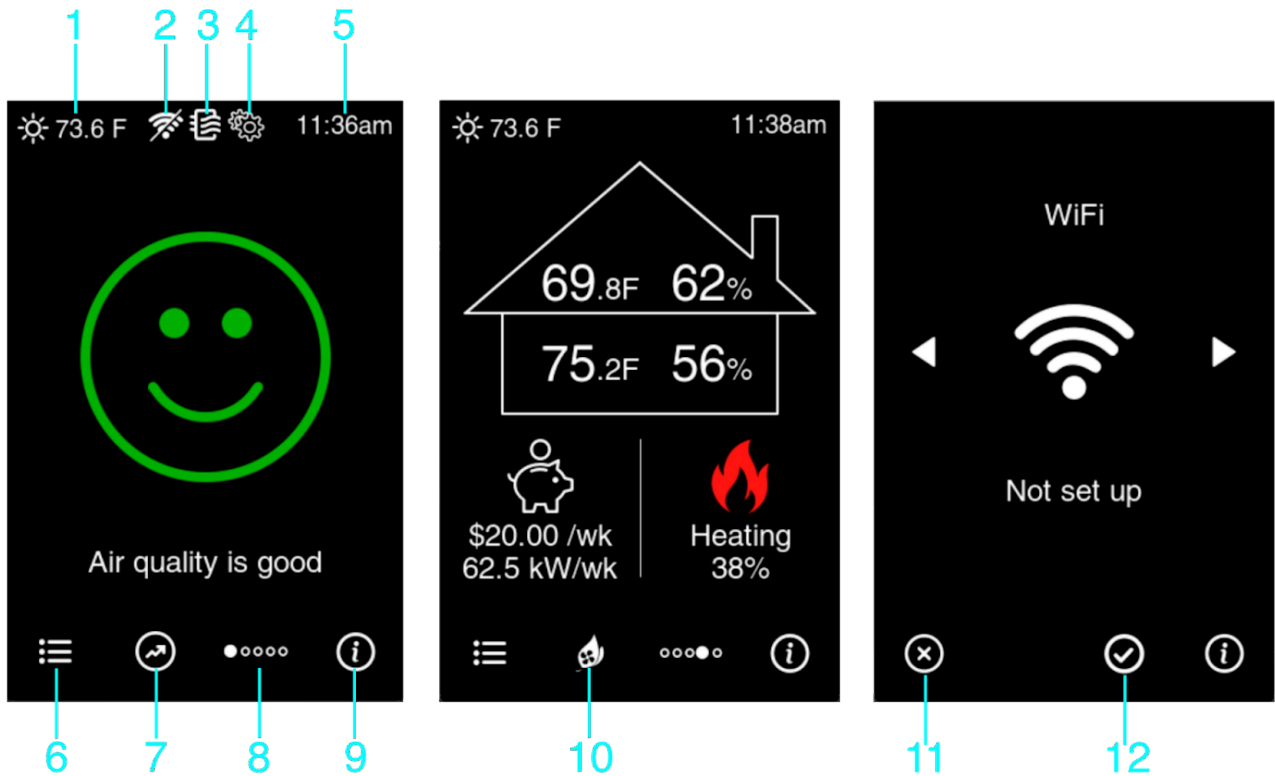 1 2 3 4 5
73.6 F 11:36am
Air quality is good
6 7 8 9
73.6 F 11:38am
69.8F 62%
75.2F 56%
$20.00 /wk
62.5 kW/wk
Heating
38%
i
10
WiFi
Not set up
i
11 12